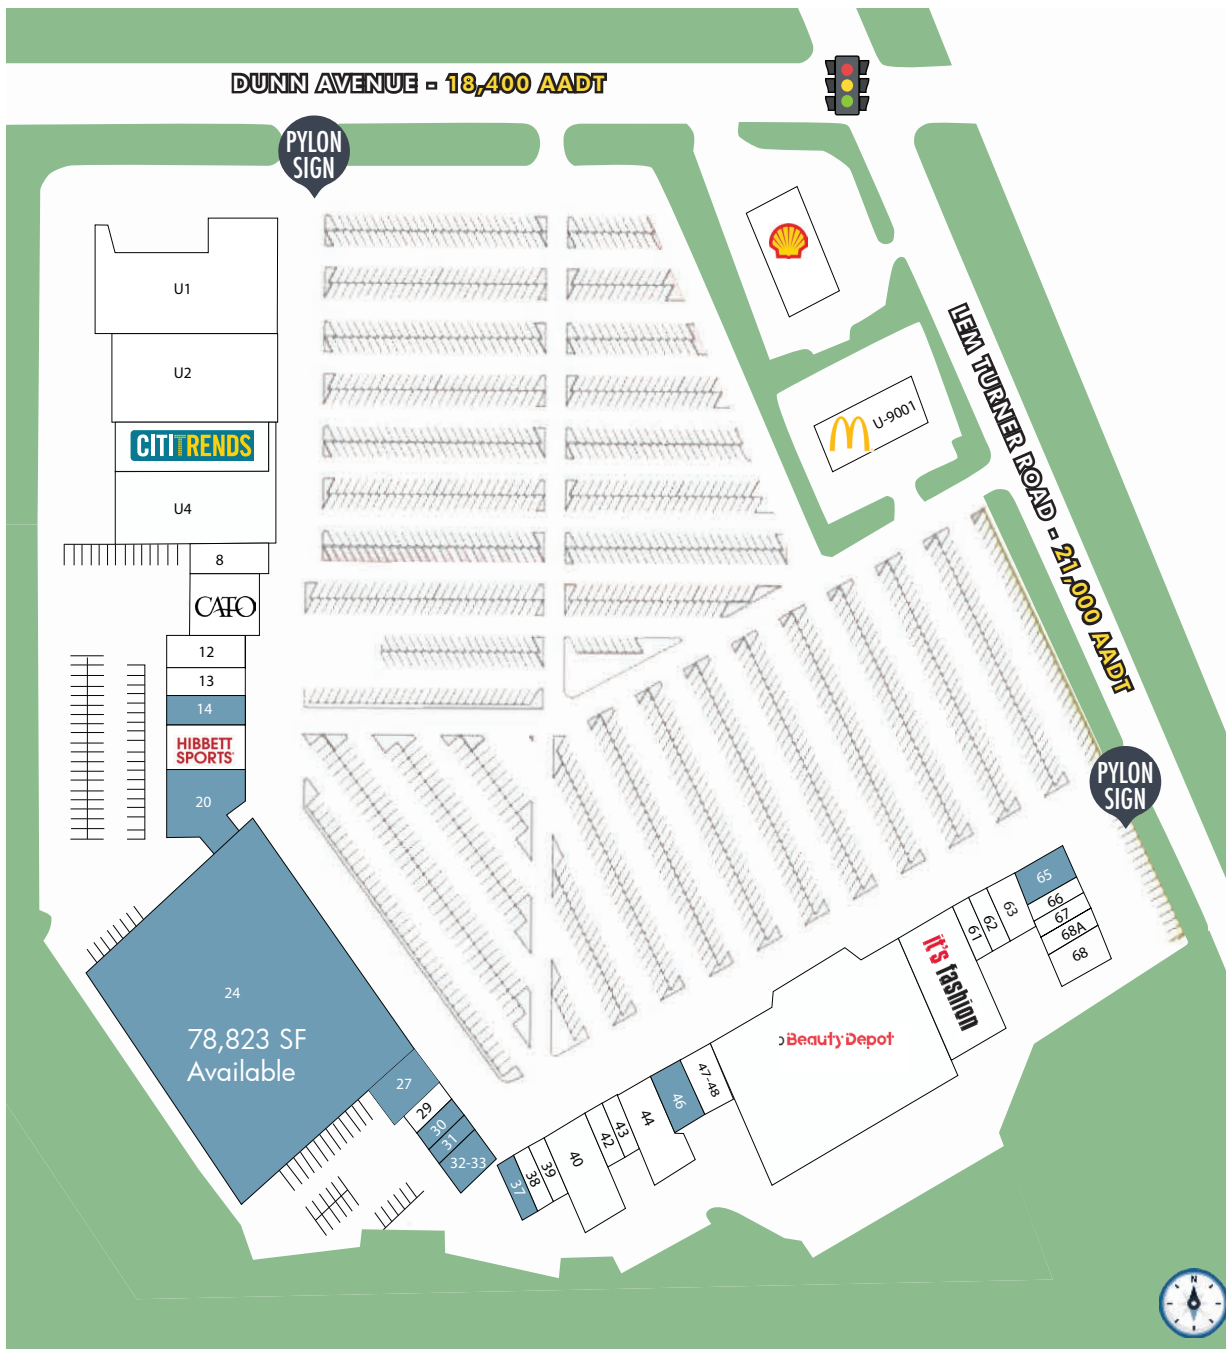 DUNN AVENUE - 18,400 AADT
PYLON
SIGN
U1
U2
CITITRENDS
U4
8
CATO
12
13
14
HIBBETT
SPORTS
20
24
78,823 SF
Available
27
29
30
31
32-33
37
38
39
40
42
43
44
46
47-48
Beauty Depot
it's fashion
61
62
63
65
66
67
68A
68
U-9001
LEM TURNER ROAD - 21,000 AADT
PYLON
SIGN
N